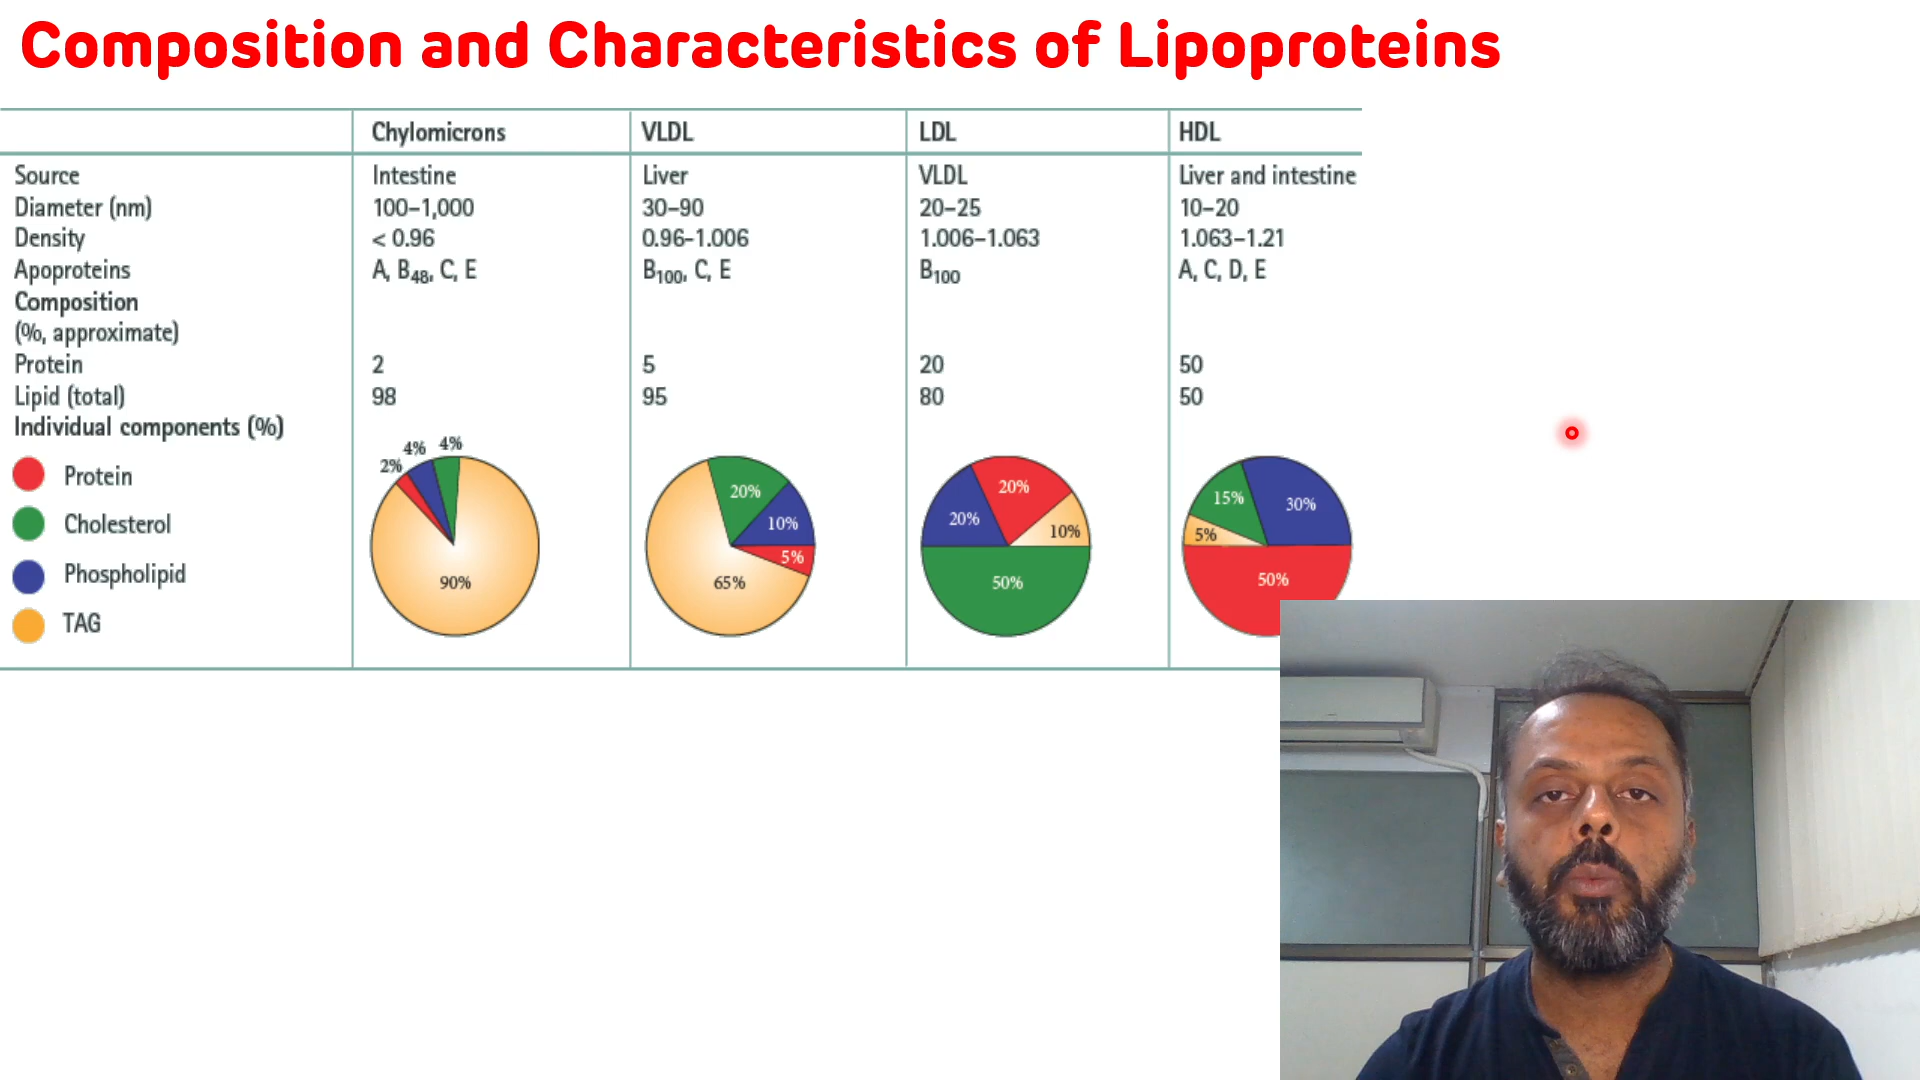 Composition and Characteristics of Lipoproteins
Chylomicrons VLDL LDL HDL
Source Intestine Liver VLDL Liver and intestine
Diameter (nm) 100–1,000 30–90 20–25 10–20
Density < 0.96 0.96–1.006 1.006–1.063 1.063–1.21
Apoproteins A, B48, C, E B100, C, E B100 A, C, D, E
Composition
(%, approximate)
Protein 2 5 20 50
Lipid (total) 98 95 80 50
Individual components (%)
Protein
Cholesterol
Phospholipid
TAG
2% 4% 4% 90%
20% 10% 5% 65%
20% 20% 10% 50%
15% 30% 5% 50%